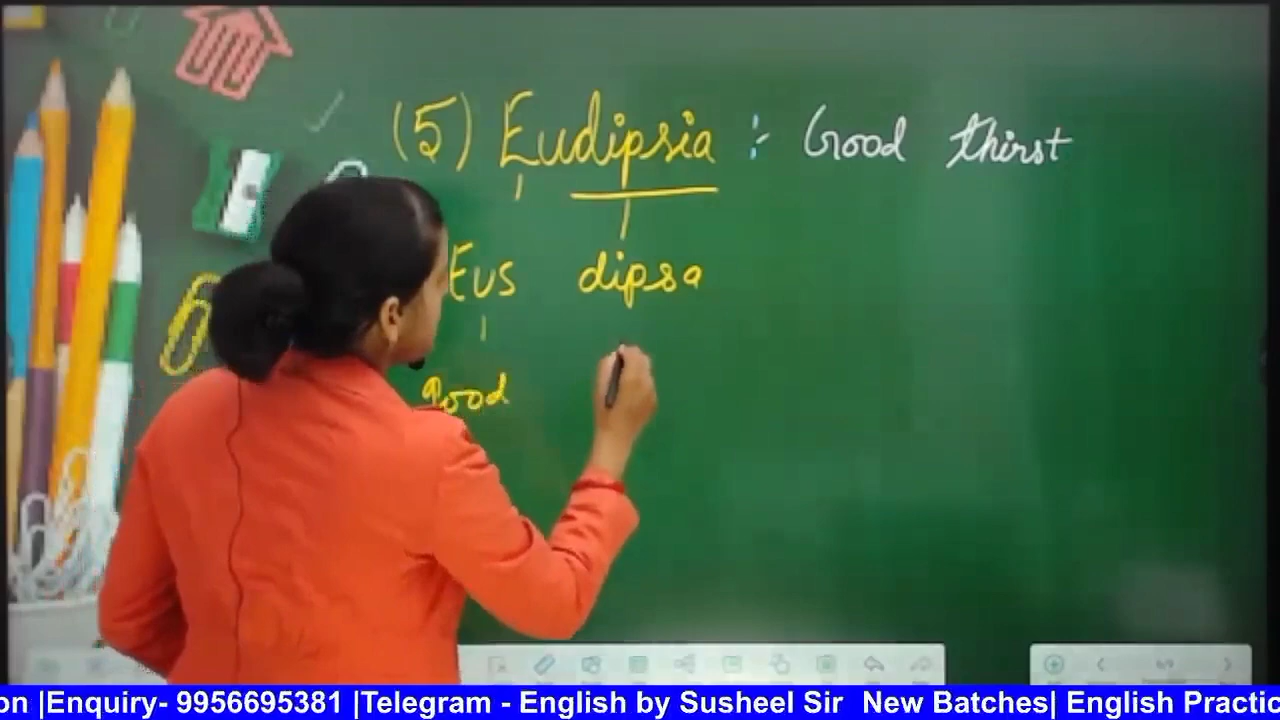 (5) Eudipsia :- Good thirst
Eus dipsa
Good
on |Enquiry- 9956695381 |Telegram - English by Susheel Sir New Batches| English Practic